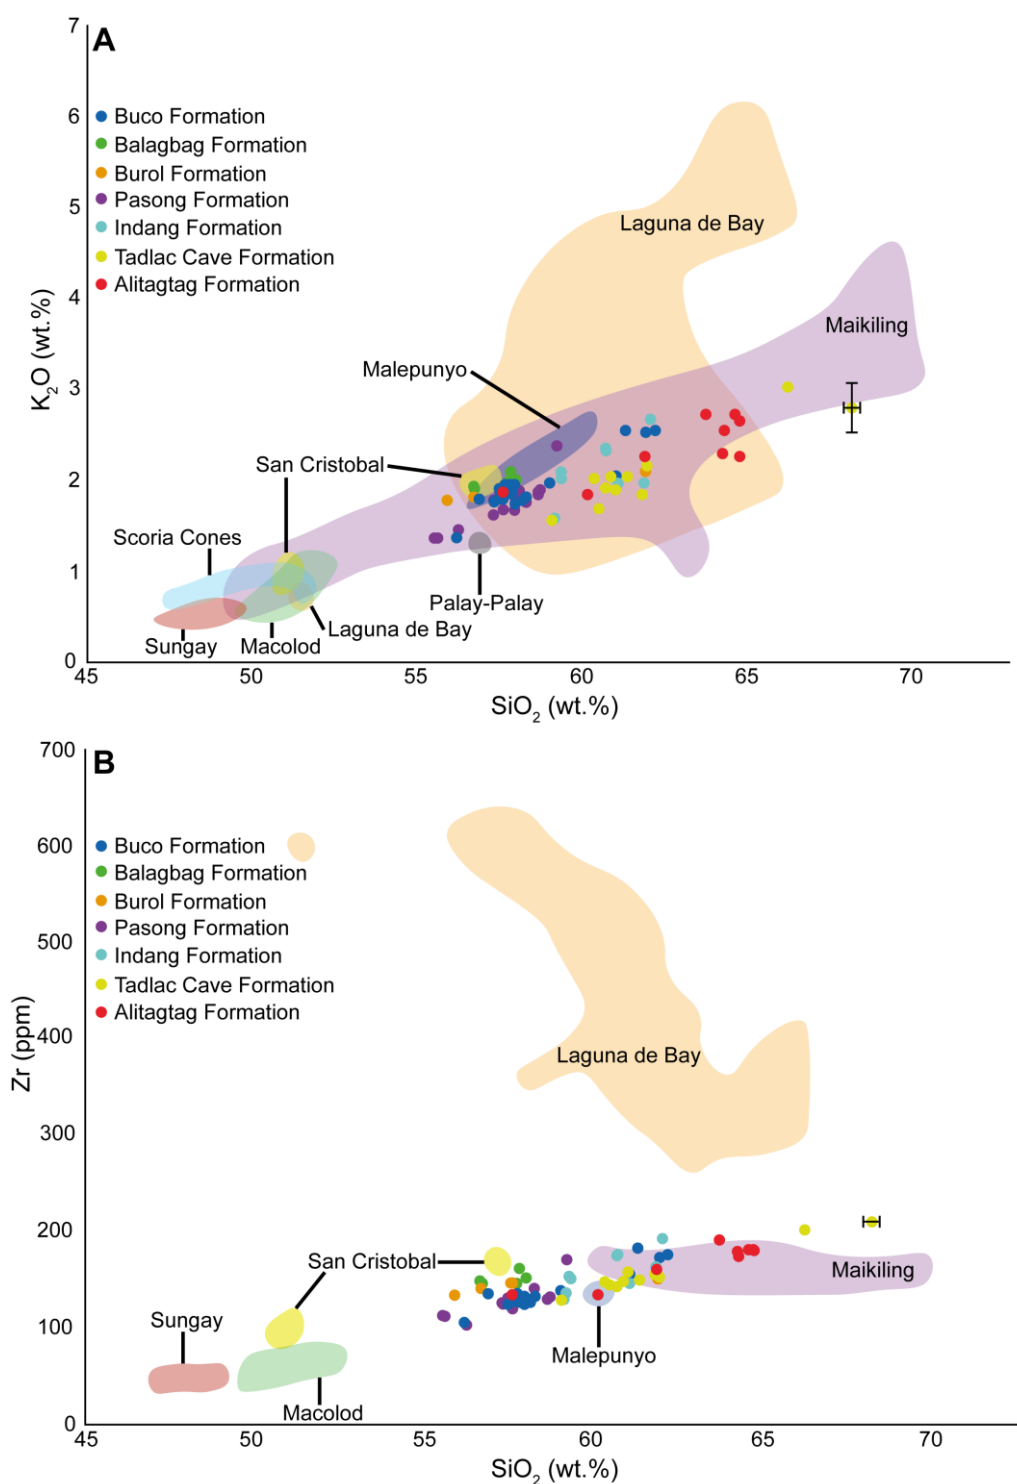 7
A
6
Buco Formation
Balagbag Formation
Burol Formation
5
Pasong Formation
Laguna de Bay
Indang Formation
Tadlac Cave Formation
Alitagtag Formation
4
K₂O (wt.%)
Maikiling
Malepunyo
3
San Cristobal
2
Scoria Cones
1
Palay-Palay
Laguna de Bay
Sungay
Macolod
0
45 50 55 60 65 70
SiO₂ (wt.%)
700
B
600
Buco Formation
Balagbag Formation
Burol Formation
Pasong Formation
500
Indang Formation
Tadlac Cave Formation
Alitagtag Formation
Zr (ppm)
400
Laguna de Bay
300
200
San Cristobal
Maikiling
Sungay
100
Malepunyo
Macolod
0
45 50 55 60 65 70
SiO₂ (wt.%)